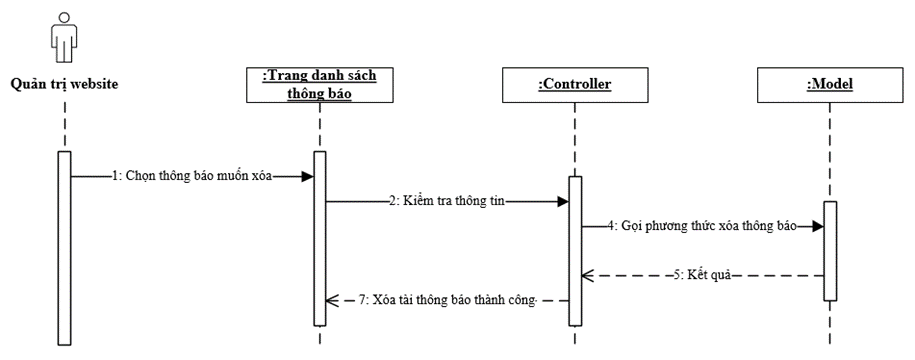 Quản trị website
:Trang danh sách
thông báo
:Controller
:Model
1: Chọn thông báo muốn xóa
2: Kiểm tra thông tin
4: Gọi phương thức xóa thông báo
5: Kết quả
7: Xóa tài thông báo thành công